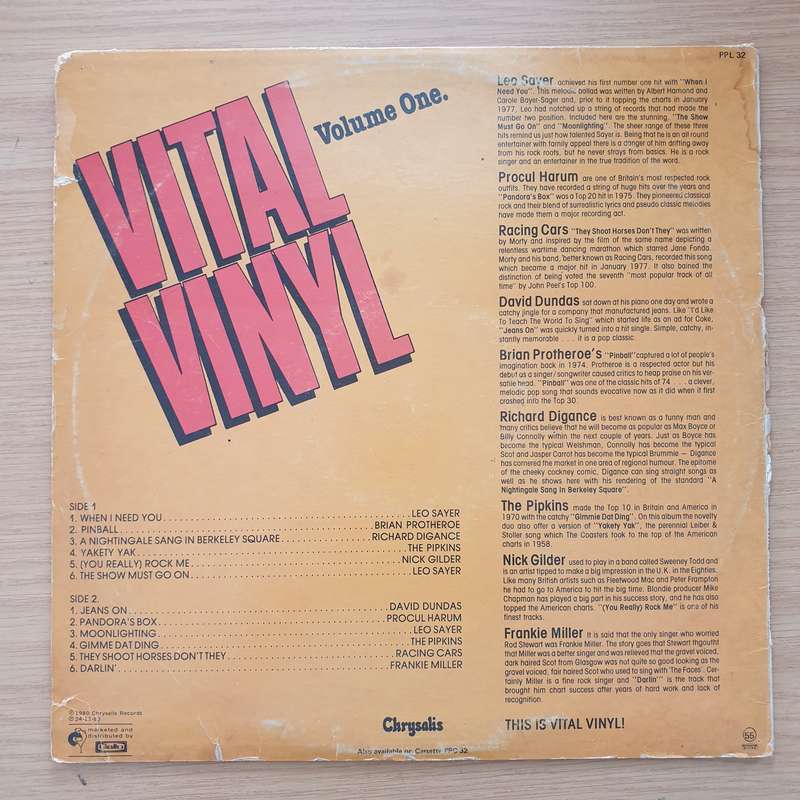 PPL 32
VITAL
VINYL
Volume One.
Leo Sayer achieved his first number one hit with "When I
Need You". This melodic ballad was written by Albert Hamond and
Carole Bayer-Sager and, prior to it topping the charts in January
1977, Leo had notched up a string of records that had made the
number two position. Included here are the stunning, "The Show
Must Go On" and "Moonlighting". The sheer range of these three
hits remind us just how talented Sayer is. Being that he is an all round
entertainer with family appeal there is a danger of him drifting away
from his rock roots, but he never strays from basics. He is a rock
singer and an entertainer in the true tradition of the word.
Procul Harum are one of Britain's most respected rock
outfits. They have recorded a string of huge hits over the years and
"Pandora's Box" was a Top 20 hit in 1975. They pioneered classical
rock and their blend of surrealistic lyrics and pseudo classic melodies
have made them a major recording act.
Racing Cars "They Shoot Horses Don't They" was written
by Morty and inspired by the film of the same name depicting a
relentless wartime dancing marathon which starred Jane Fonda.
Morty and his band, better known as Racing Cars, recorded this song
which became a major hit in January 1977. It also bained the
distinction of being voted the seventh "most popular track of all
time" by John Peel's Top 100.
David Dundas sat down at his piano one day and wrote a
catchy jingle for a company that manufactured jeans. Like "I'd Like
To Teach The World To Sing" which started life as an ad for Coke,
"Jeans On" was quickly turned into a hit single. Simple, catchy, in-
stantly memorable . . . it is a pop classic.
Brian Protheroe's "Pinball" captured a lot of people's
imagination back in 1974. Protheroe is a respected actor but his
debut as a singer/songwriter caused critics to heap praise on his ver-
satile head. "Pinball" was one of the classic hits of 74 . . . a clever,
melodic pop song that sounds evocative now as it did when it first
crashed into the Top 30.
Richard Digance is best known as a funny man and
many critics believe that he will become as popular as Max Boyce or
Billy Connolly within the next couple of years. Just as Boyce has
become the typical Welshman, Connolly has become the typical
Scot and Jasper Carrot has become the typical Brummie — Digance
has cornered the market in one area of regional humour. The epitome
of the cheeky cockney comic, Digance can sing straight songs as
well as he shows here with his rendering of the standard "A
Nightingale Sang In Berkeley Square".
The Pipkins made the Top 10 in Britain and America in
1970 with the catchy "Gimmie Dat Ding". On this album the novelty
duo also offer a version of "Yakety Yak", the perennial Leiber &
Stoller song which The Coasters took to the top of the American
charts in 1958.
Nick Gilder used to play in a band called Sweeney Todd and
is an artist tipped to make a big impression in the U.K. in the Eighties.
Like many British artists such as Fleetwood Mac and Peter Frampton
he had to go to America to hit the big time. Blondie producer Mike
Chapman has played a big part in his success story, and he has also
topped the American charts. "(You Really) Rock Me" is one of his
finest tracks.
Frankie Miller It is said that the only singer who worried
Rod Stewart was Frankie Miller. The story goes that Stewart thgoutht
that Miller was a better singer and was relieved that the gravel voiced,
dark haired Scot from Glasgow was not quite so good looking as the
gravel voiced, fair haired Scot who used to sing with 'The Faces'. Cer-
tainly Miller is a fine rock singer and "Darlin'" is the track that
brought him chart success after years of hard work and lack of
recognition.
THIS IS VITAL VINYL!
SIDE 1
1. WHEN I NEED YOU LEO SAYER
2. PINBALL BRIAN PROTHEROE
3. A NIGHTINGALE SANG IN BERKELEY SQUARE RICHARD DIGANCE
4. YAKETY YAK THE PIPKINS
5. (YOU REALLY) ROCK ME NICK GILDER
6. THE SHOW MUST GO ON LEO SAYER
SIDE 2.
1. JEANS ON DAVID DUNDAS
2. PANDORA'S BOX PROCUL HARUM
3. MOONLIGHTING LEO SAYER
4. GIMME DAT DING THE PIPKINS
5. THEY SHOOT HORSES DON'T THEY RACING CARS
6. DARLIN' FRANKIE MILLER
℗ 1980 Chrysalis Records
marketed and
distributed by
Gallo
Chrysalis
Also available on Cassette PPC 32
55